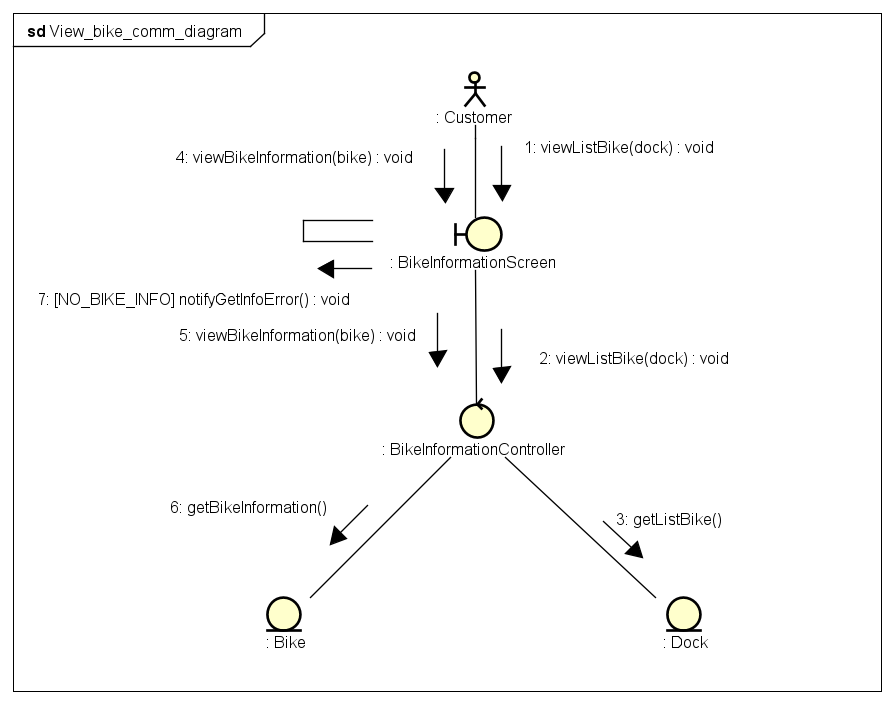 sd View_bike_comm_diagram
: Customer
4: viewBikeInformation(bike) : void
1: viewListBike(dock) : void
: BikeInformationScreen
7: [NO_BIKE_INFO] notifyGetInfoError() : void
5: viewBikeInformation(bike) : void
2: viewListBike(dock) : void
: BikeInformationController
6: getBikeInformation()
3: getListBike()
: Bike
: Dock